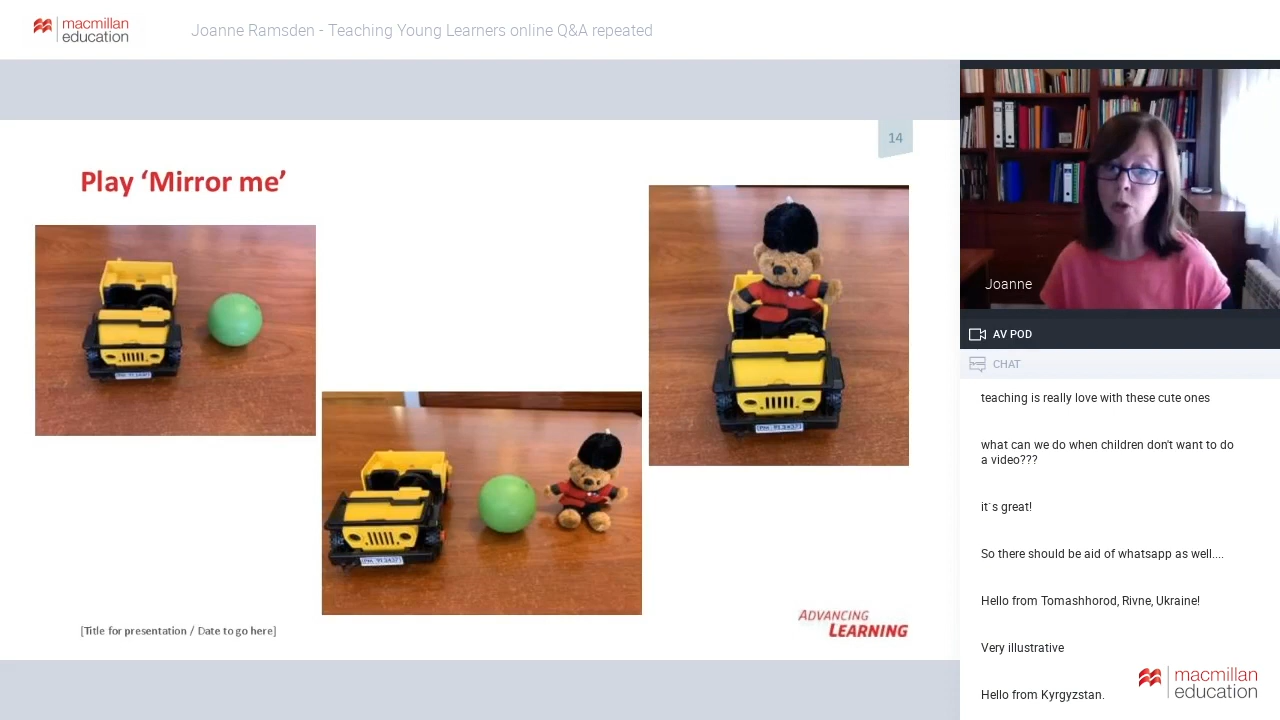 macmillan
education
Joanne Ramsden - Teaching Young Learners online Q&A repeated
14
Play ‘Mirror me’
[Title for presentation / Date to go here]
ADVANCING
LEARNING
Joanne
AV POD
CHAT
teaching is really love with these cute ones
what can we do when children don't want to do
a video???
it´s great!
So there should be aid of whatsapp as well....
Hello from Tomashhorod, Rivne, Ukraine!
Very illustrative
Hello from Kyrgyzstan.
macmillan
education